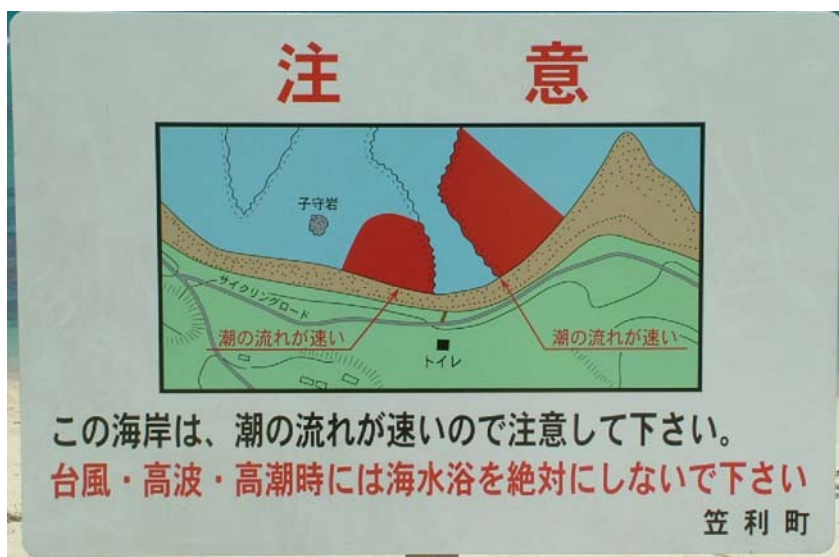 注意
子守岩
サイクリングロード
潮の流れが速い
潮の流れが速い
トイレ
この海岸は、潮の流れが速いので注意して下さい。
台風・高波・高潮時には海水浴を絶対にしないで下さい
笠利町